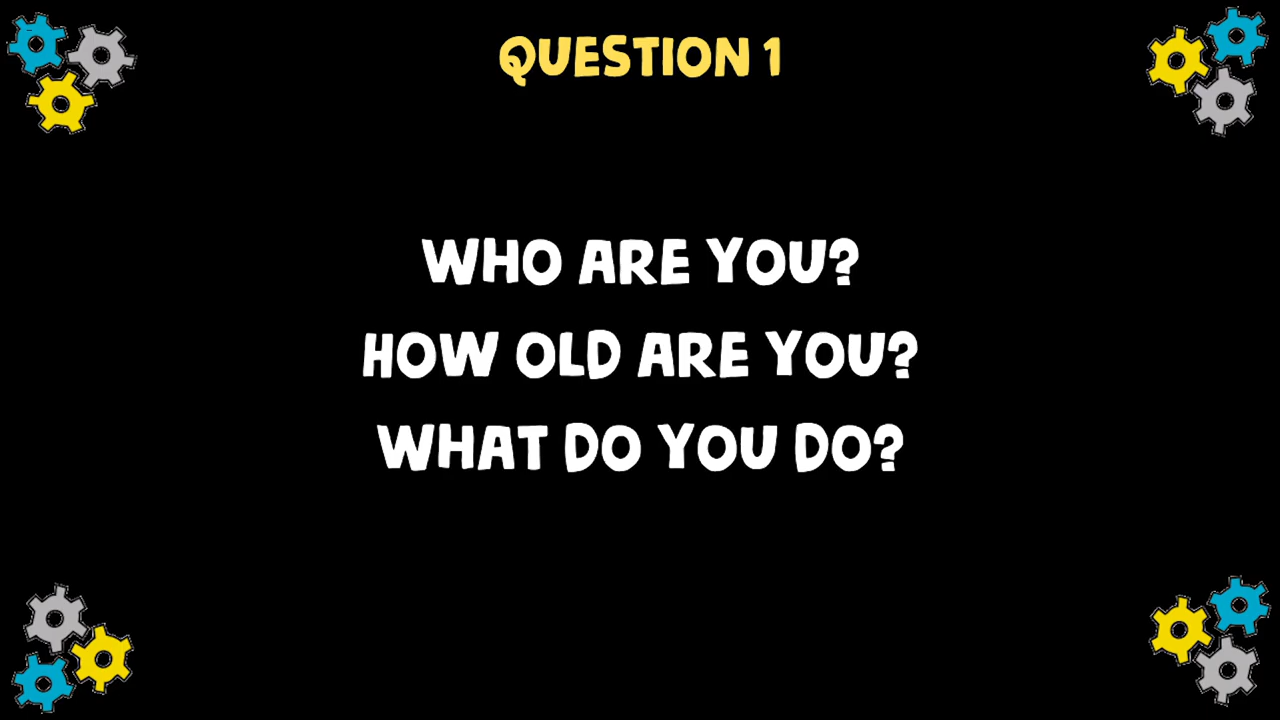 QUESTION 1
WHO ARE YOU?
HOW OLD ARE YOU?
WHAT DO YOU DO?